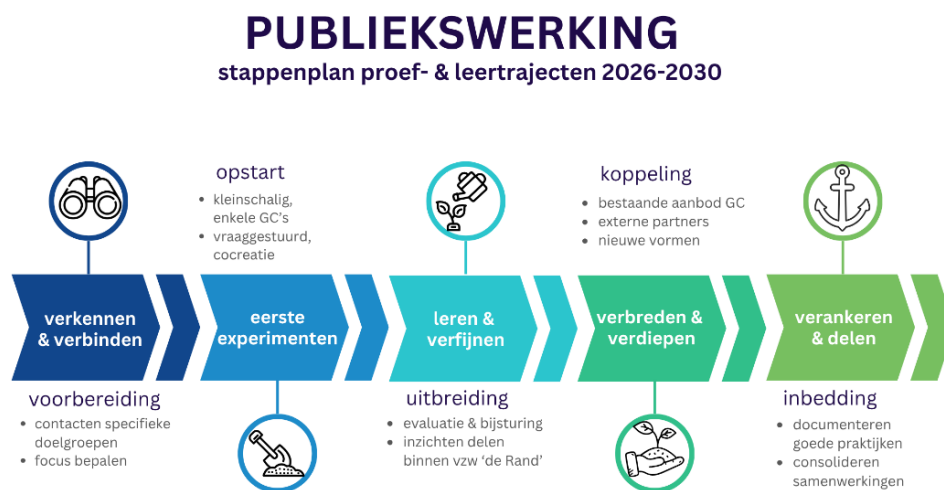 PUBLIEKSWERKING
stappenplan proef- & leertrajecten 2026-2030
verkennen
& verbinden
voorbereiding
• contacten specifieke
doelgroepen
• focus bepalen
opstart
• kleinschalig,
enkele GC's
• vraaggestuurd,
cocreatie
eerste
experimenten
leren &
verfijnen
uitbreiding
• evaluatie & bijsturing
• inzichten delen
binnen vzw ‘de Rand’
koppeling
• bestaande aanbod GC
• externe partners
• nieuwe vormen
verbreden &
verdiepen
verankeren
& delen
inbedding
• documenteren
goede praktijken
• consolideren
samenwerkingen